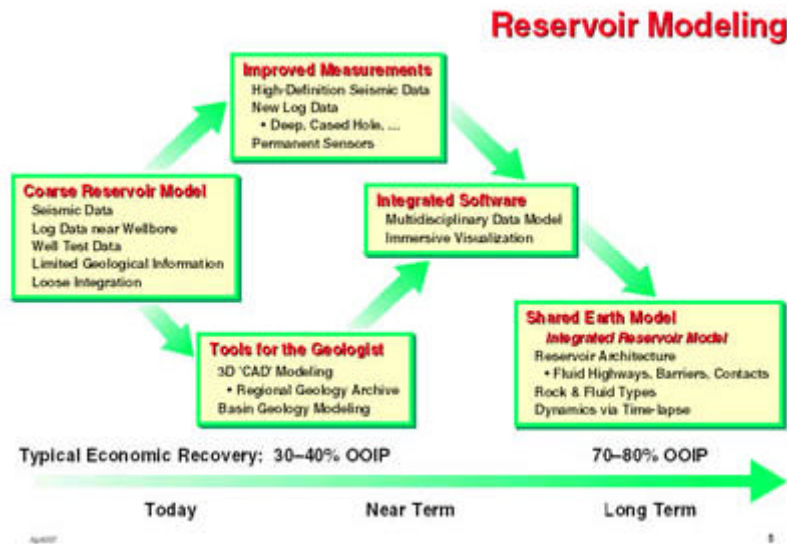 Reservoir Modeling
Improved Measurements
High-Definition Seismic Data
New Log Data
• Deep, Cased Hole, ...
Permanent Sensors
Coarse Reservoir Model
Seismic Data
Log Data near Wellbore
Well Test Data
Limited Geological Information
Loose Integration
Integrated Software
Multidisciplinary Data Model
Immersive Visualization
Tools for the Geologist
3D 'CAD' Modeling
• Regional Geology Archive
Basin Geology Modeling
Shared Earth Model
Integrated Reservoir Model
Reservoir Architecture
• Fluid Highways, Barriers, Contacts
Rock & Fluid Types
Dynamics via Time-lapse
Typical Economic Recovery: 30–40% OOIP 70–80% OOIP
Today Near Term Long Term